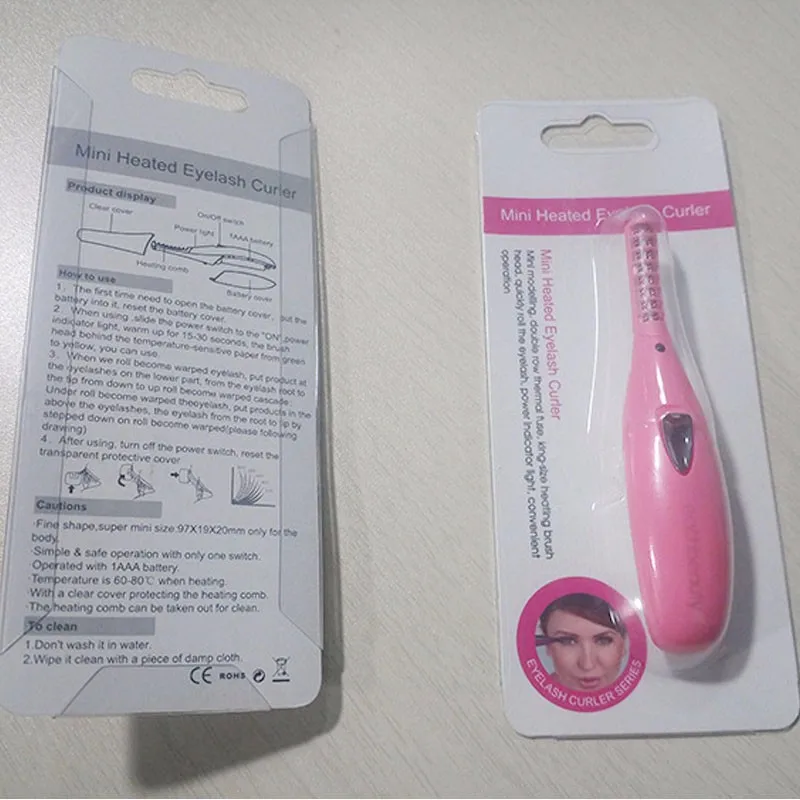 Mini Heated Eyelash Curler
Product display
Clear cover
On/Off switch
Power light
1AAA battery
Heating comb
Battery cover
How to use
1、The first time need to open the battery cover, put the
battery into it, reset the battery cover.
2、When using ,slide the power switch to the "ON",power
indicator light, warm up for 15-30 seconds, the brush
head behind the temperature-sensitive paper from green
to yellow, you can use.
3、When we roll become warped eyelash, put product at
the eyelashes on the lower part, from the eyelash root to
the tip from down to up roll become warped cascade;
Under roll become warped theeyelash, put products in the
above the eyelashes, the eyelash from the root to tip by
stepped down on roll become warped(please following
drawing)
4、After using, turn off the power switch, reset the
transparent protective cover
Cautions
·Fine shape,super mini size:97X19X20mm only for the
body.
·Simple & safe operation with only one switch.
·Operated with 1AAA battery.
·Temperature is 60-80℃ when heating.
·With a clear cover protecting the heating comb.
·The heating comb can be taken out for clean.
To clean
1.Don't wash it in water.
2.Wipe it clean with a piece of damp cloth.
CE ROHS
Mini Heated Curler
Mini Heated Eyelash Curler
Mini modelling, double row thermal fuse, king-size heating brush
head, quickly roll the eyelash, power indicator light, convenient
operation
EYELASH CURLER SERIES